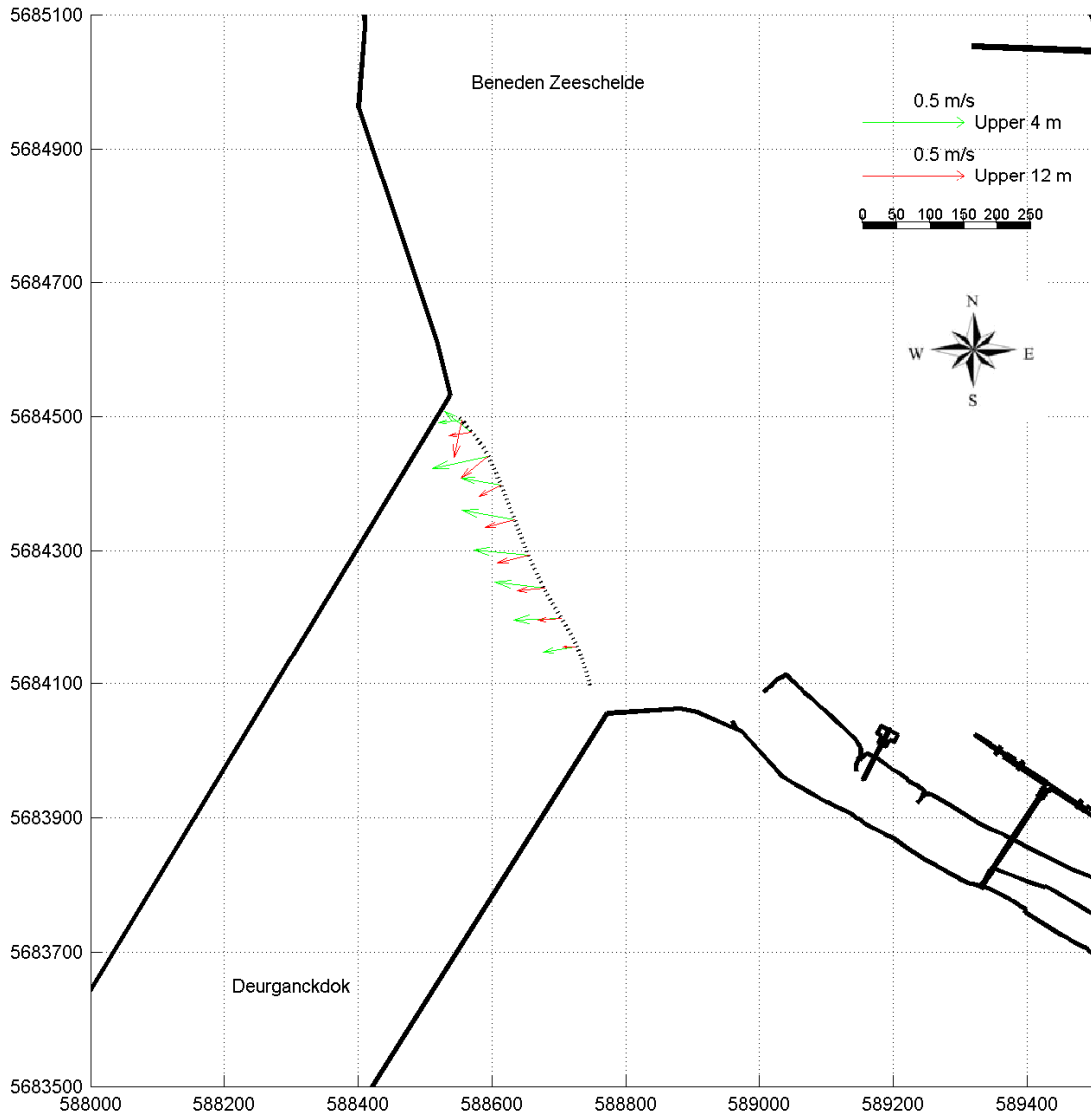 5685100
Beneden Zeeschelde
0.5 m/s
Upper 4 m
5684900
0.5 m/s
Upper 12 m
0 50 100 150 200 250
5684700
N
W E
S
5684500
5684300
5684100
5683900
5683700
Deurganckdok
5683500
588000 588200 588400 588600 588800 589000 589200 589400